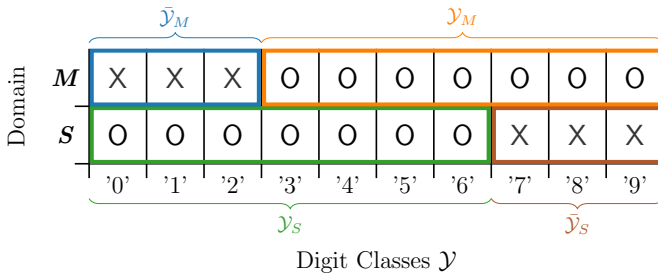 𝒴̄_M 𝒴_M
Domain
M X X X O O O O O O O
S O O O O O O O X X X
'0' '1' '2' '3' '4' '5' '6' '7' '8' '9'
𝒴_S 𝒴̄_S
Digit Classes 𝒴